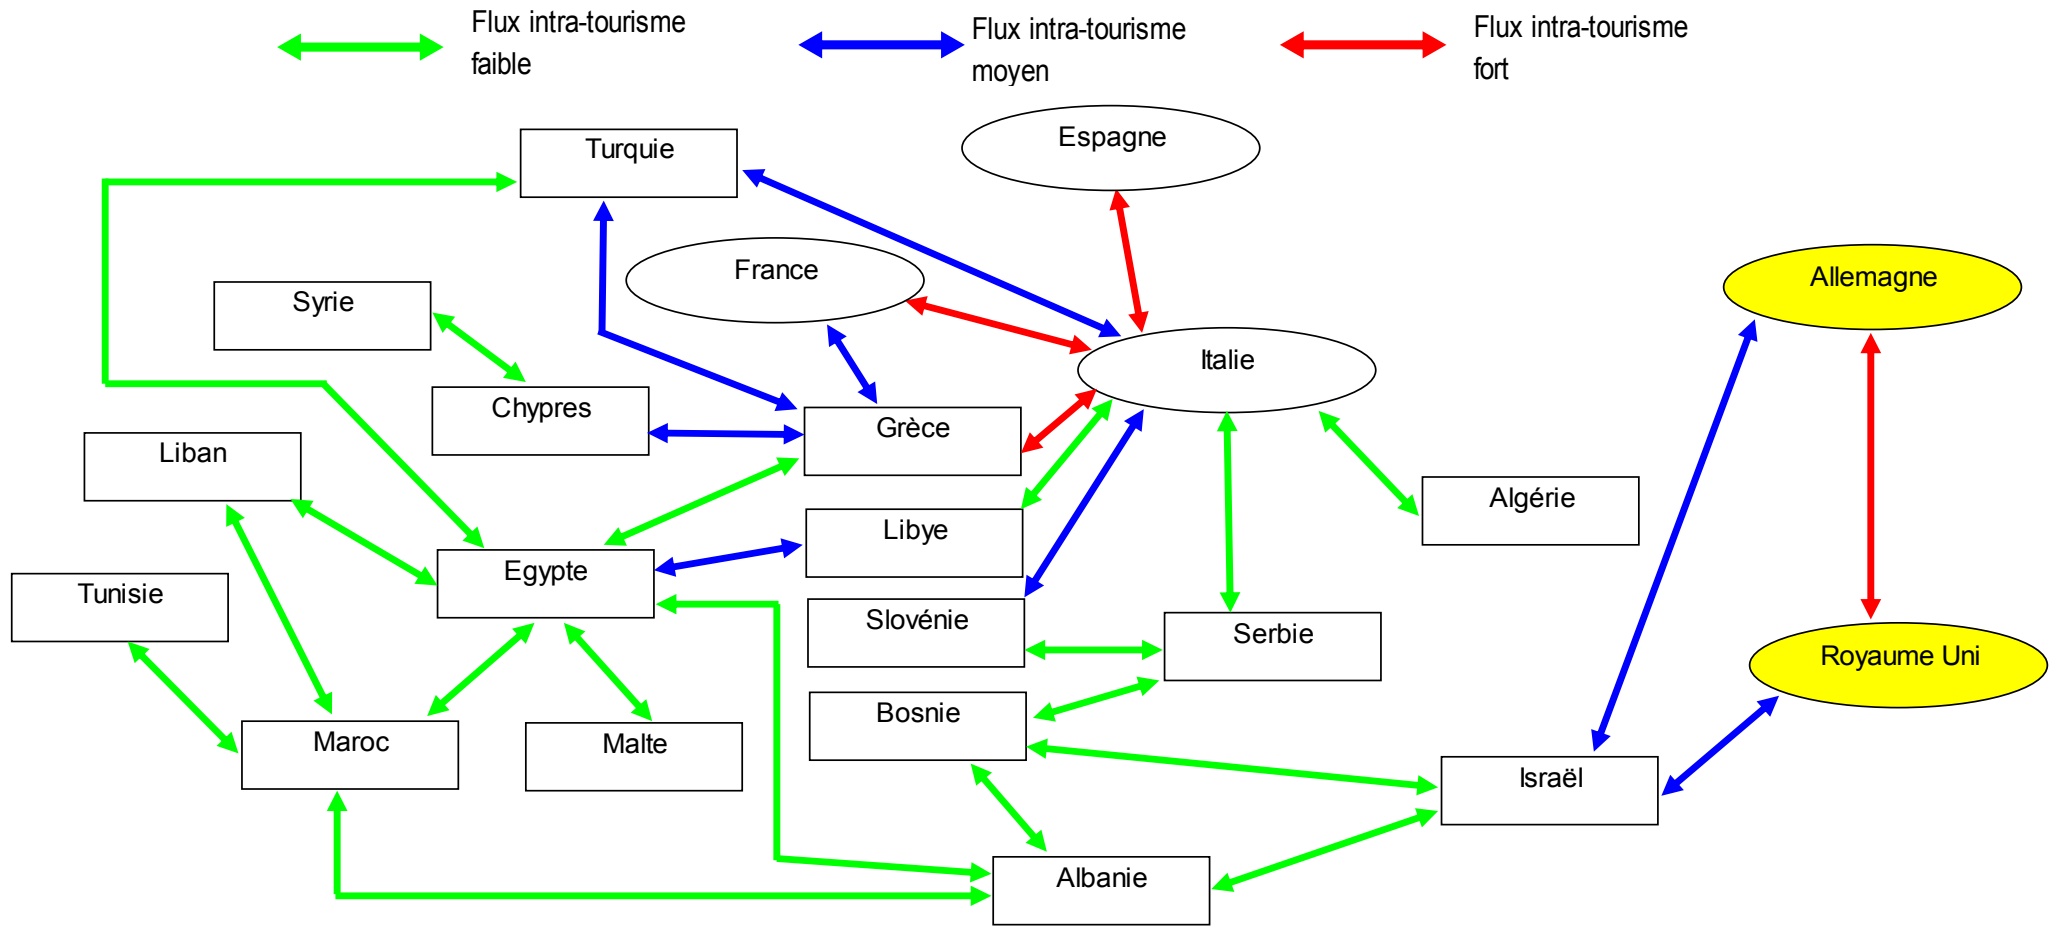 Flux intra-tourisme
faible
Flux intra-tourisme
moyen
Flux intra-tourisme
fort
Espagne
Turquie
France
Allemagne
Syrie
Italie
Chypres
Grèce
Liban
Algérie
Libye
Egypte
Tunisie
Slovénie
Serbie
Royaume Uni
Bosnie
Maroc
Malte
Israël
Albanie